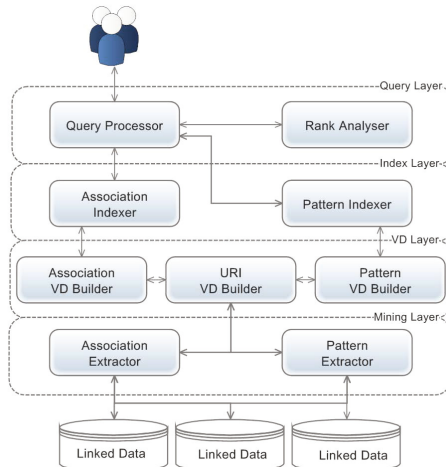 Query Layer
Query Processor
Rank Analyser
Index Layer
Association
Indexer
Pattern Indexer
VD Layer
Association
VD Builder
URI
VD Builder
Pattern
VD Builder
Mining Layer
Association
Extractor
Pattern
Extractor
Linked Data
Linked Data
Linked Data